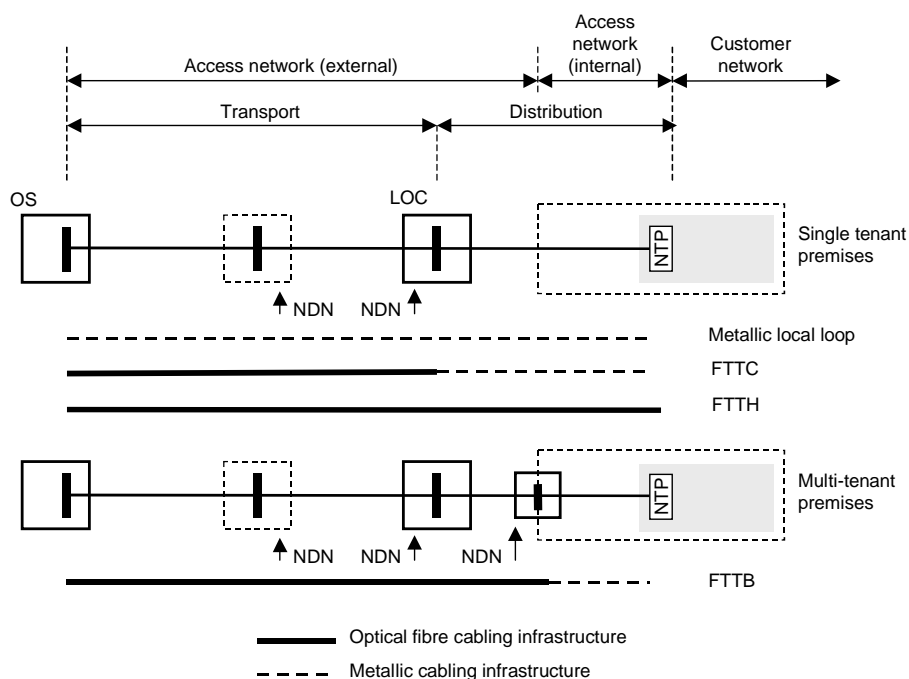 Access
network
(internal)
Customer
network
Access network (external)
Transport
Distribution
OS
LOC
NTP
Single tenant
premises
NDN
NDN
Metallic local loop
FTTC
FTTH
NTP
Multi-tenant
premises
NDN
NDN
NDN
FTTB
Optical fibre cabling infrastructure
Metallic cabling infrastructure